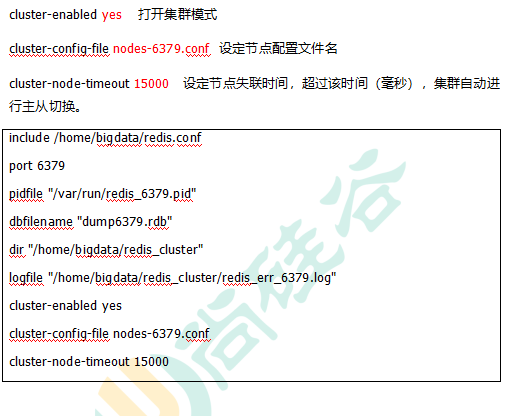 cluster-enabled yes 打开集群模式
cluster-config-file nodes-6379.conf 设定节点配置文件名
cluster-node-timeout 15000 设定节点失联时间，超过该时间（毫秒），集群自动进
行主从切换。
include /home/bigdata/redis.conf
port 6379
pidfile "/var/run/redis_6379.pid"
dbfilename "dump6379.rdb"
dir "/home/bigdata/redis_cluster"
logfile "/home/bigdata/redis_cluster/redis_err_6379.log"
cluster-enabled yes
cluster-config-file nodes-6379.conf
cluster-node-timeout 15000
尚硅谷